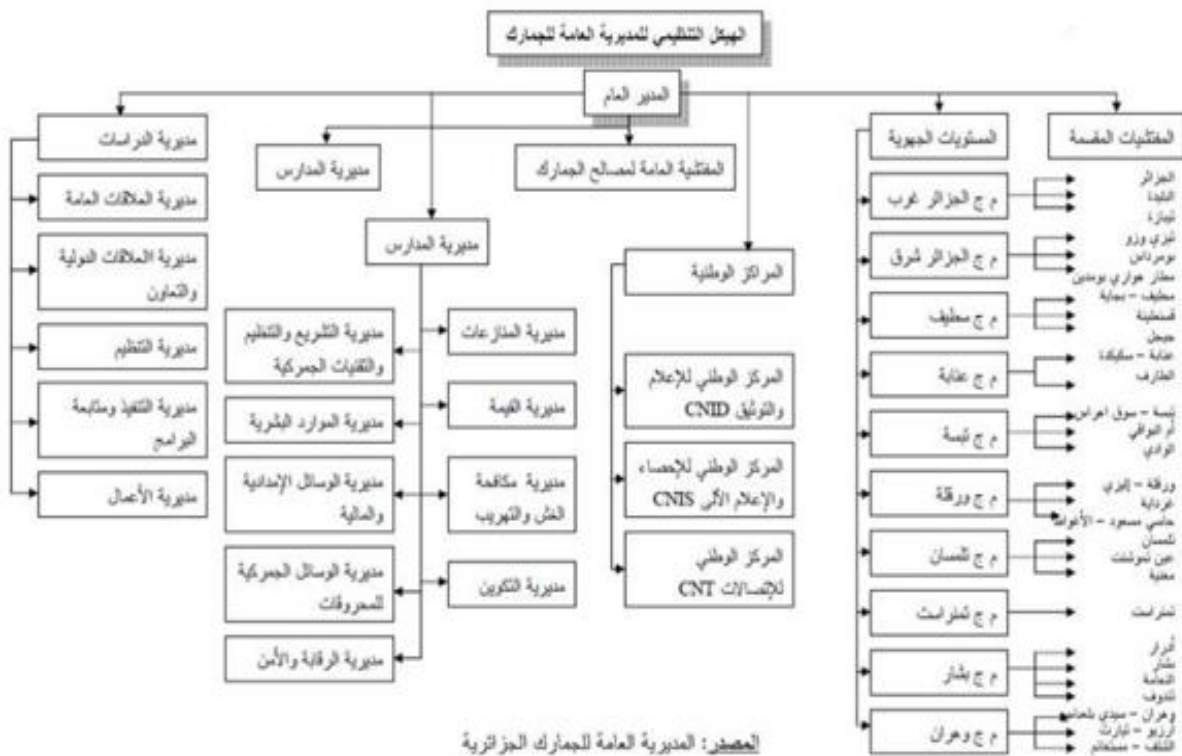 الهيكل التنظيمي للمديرية العامة للجمارك
المدير العام
المفتشيات المقسمة
المستويات الجهوية
مديرية الدراسات
المفتشية العامة لمصالح الجمارك
مديرية المدارس
مديرية المدارس
المراكز الوطنية
الجزائر
البليدة
تيبازة
م ج الجزائر غرب
تيزي وزو
بومرداس
مطار هواري بومدين
م ج الجزائر شرق
سطيف – بجاية
قسنطينة
جيجل
م ج سطيف
عنابة – سكيكدة
الطارف
م ج عنابة
تبسة – سوق اهراس
أم البواقي
الوادي
م ج تبسة
ورقلة – إليزي
غرداية
حاسي مسعود – الأغواط
م ج ورقلة
تلمسان
عين تموشنت
مغنية
م ج تلمسان
تمنراست
م ج تمنراست
أدرار
بشار
النعامة
تندوف
م ج بشار
وهران – سيدي بلعباس
أرزيو – تيارت
الشلف – مستغانم
م ج وهران
المركز الوطني للإعلام
والتوثيق CNID
المركز الوطني للإحصاء
والإعلام الألي CNIS
المركز الوطني
للإتصالات CNT
مديرية المنازعات
مديرية القيمة
مديرية مكافحة
الغش والتهريب
مديرية التكوين
مديرية التشريع والتنظيم
والتقنيات الجمركية
مديرية الموارد البشرية
مديرية الوسائل الإمدادية
والمالية
مديرية الوسائل الجمركية
للمحروقات
مديرية الرقابة والأمن
مديرية العلاقات العامة
مديرية العلاقات الدولية
والتعاون
مديرية التنظيم
مديرية التنفيذ ومتابعة
البرامج
مديرية الأعمال
المصدر: المديرية العامة للجمارك الجزائرية